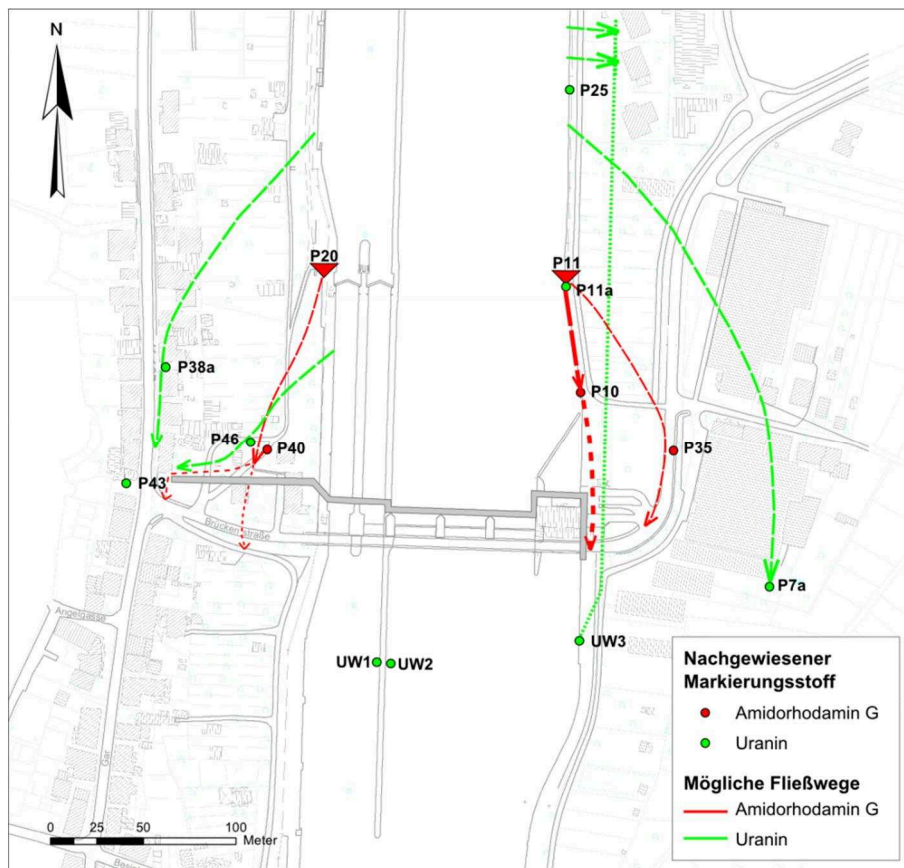 N
P25
P20
P11
P11a
P38a
P10
P46
P40
P35
P43
Brückenstraße
P7a
Angelgasse
UW3
UW1
UW2
Gar
Nachgewiesener
Markierungsstoff
Amidorhodamin G
Uranin
Mögliche Fließwege
Amidorhodamin G
Uranin
0 25 50 100
Meter